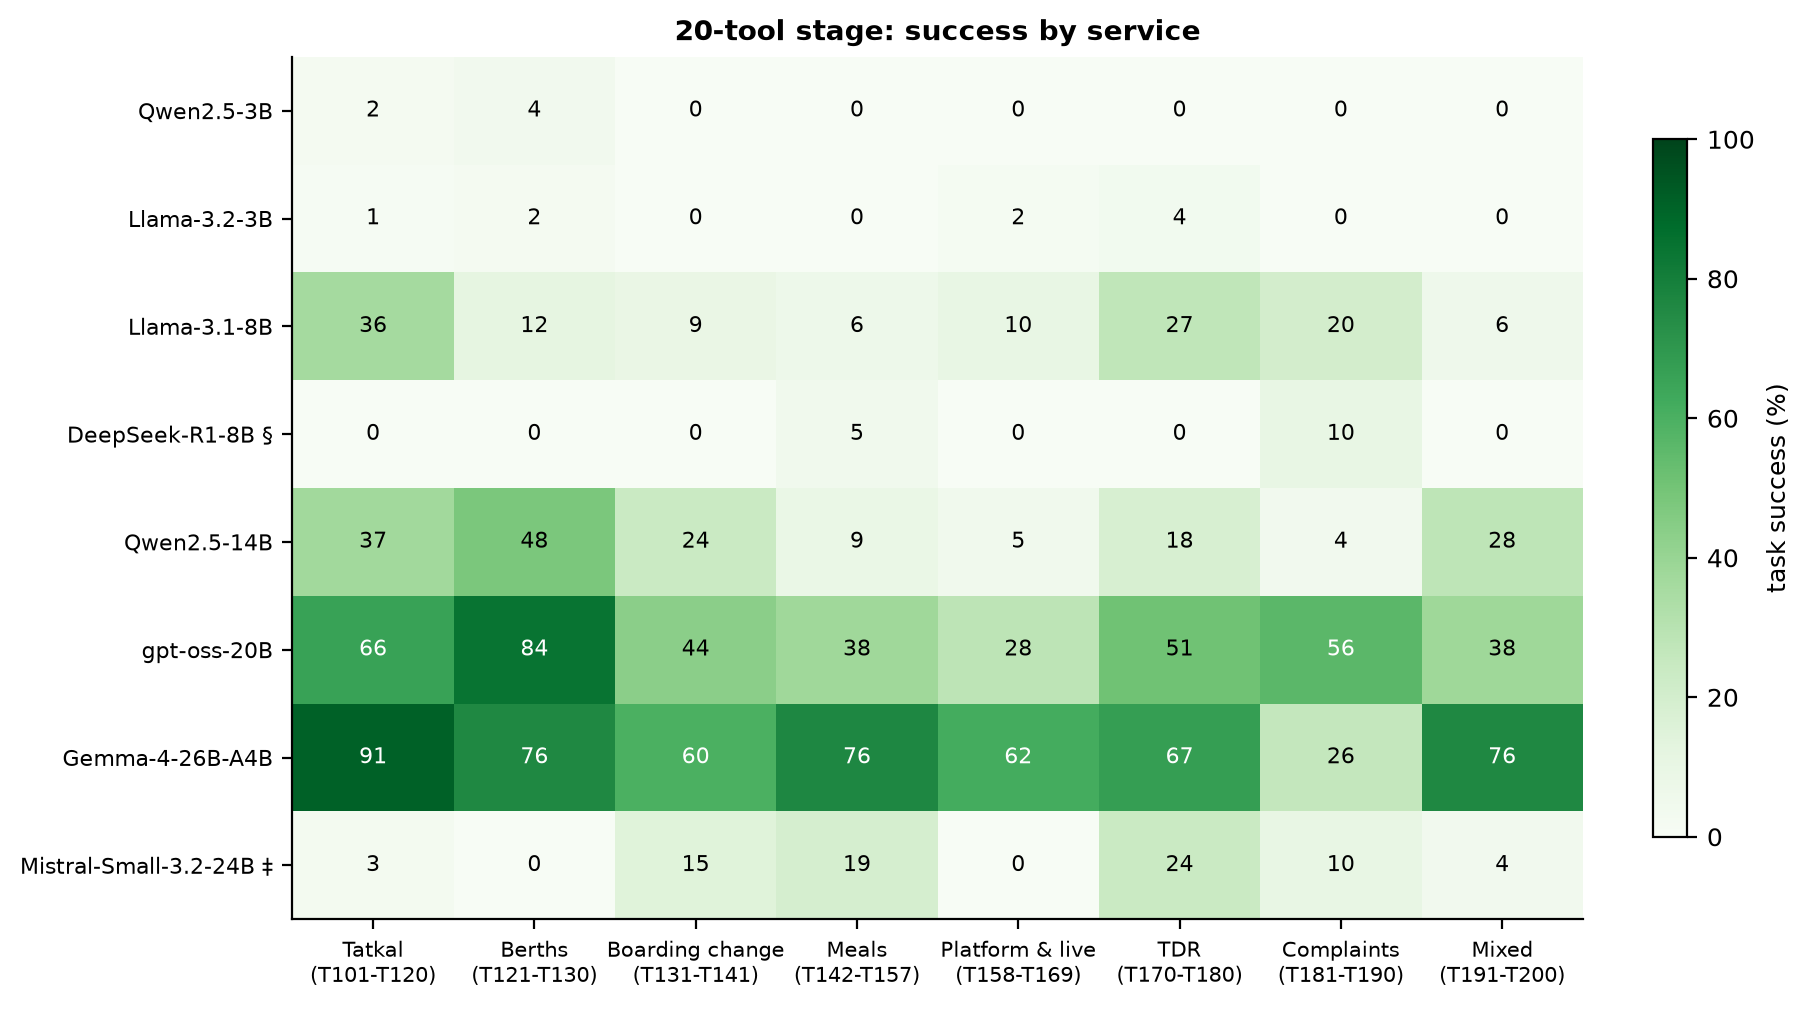 20-tool stage: success by service
Qwen2.5-3B 2 4 0 0 0 0 0 0
Llama-3.2-3B 1 2 0 0 2 4 0 0
Llama-3.1-8B 36 12 9 6 10 27 20 6
DeepSeek-R1-8B § 0 0 0 5 0 0 10 0
Qwen2.5-14B 37 48 24 9 5 18 4 28
gpt-oss-20B 66 84 44 38 28 51 56 38
Gemma-4-26B-A4B 91 76 60 76 62 67 26 76
Mistral-Small-3.2-24B ‡ 3 0 15 19 0 24 10 4
Tatkal Berths Boarding change Meals Platform & live TDR Complaints Mixed
(T101-T120) (T121-T130) (T131-T141) (T142-T157) (T158-T169) (T170-T180) (T181-T190) (T191-T200)
100
80
60
40
20
0
task success (%)